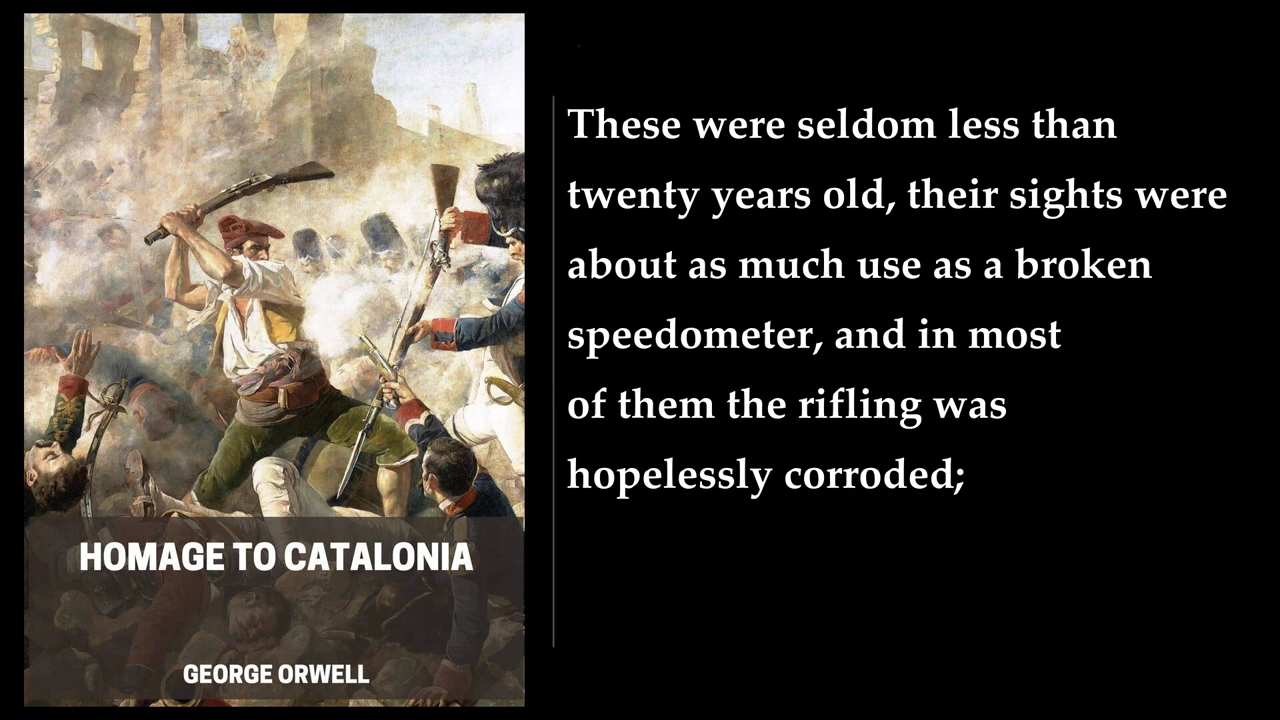 These were seldom less than
twenty years old, their sights were
about as much use as a broken
speedometer, and in most
of them the rifling was
hopelessly corroded;
HOMAGE TO CATALONIA
GEORGE ORWELL